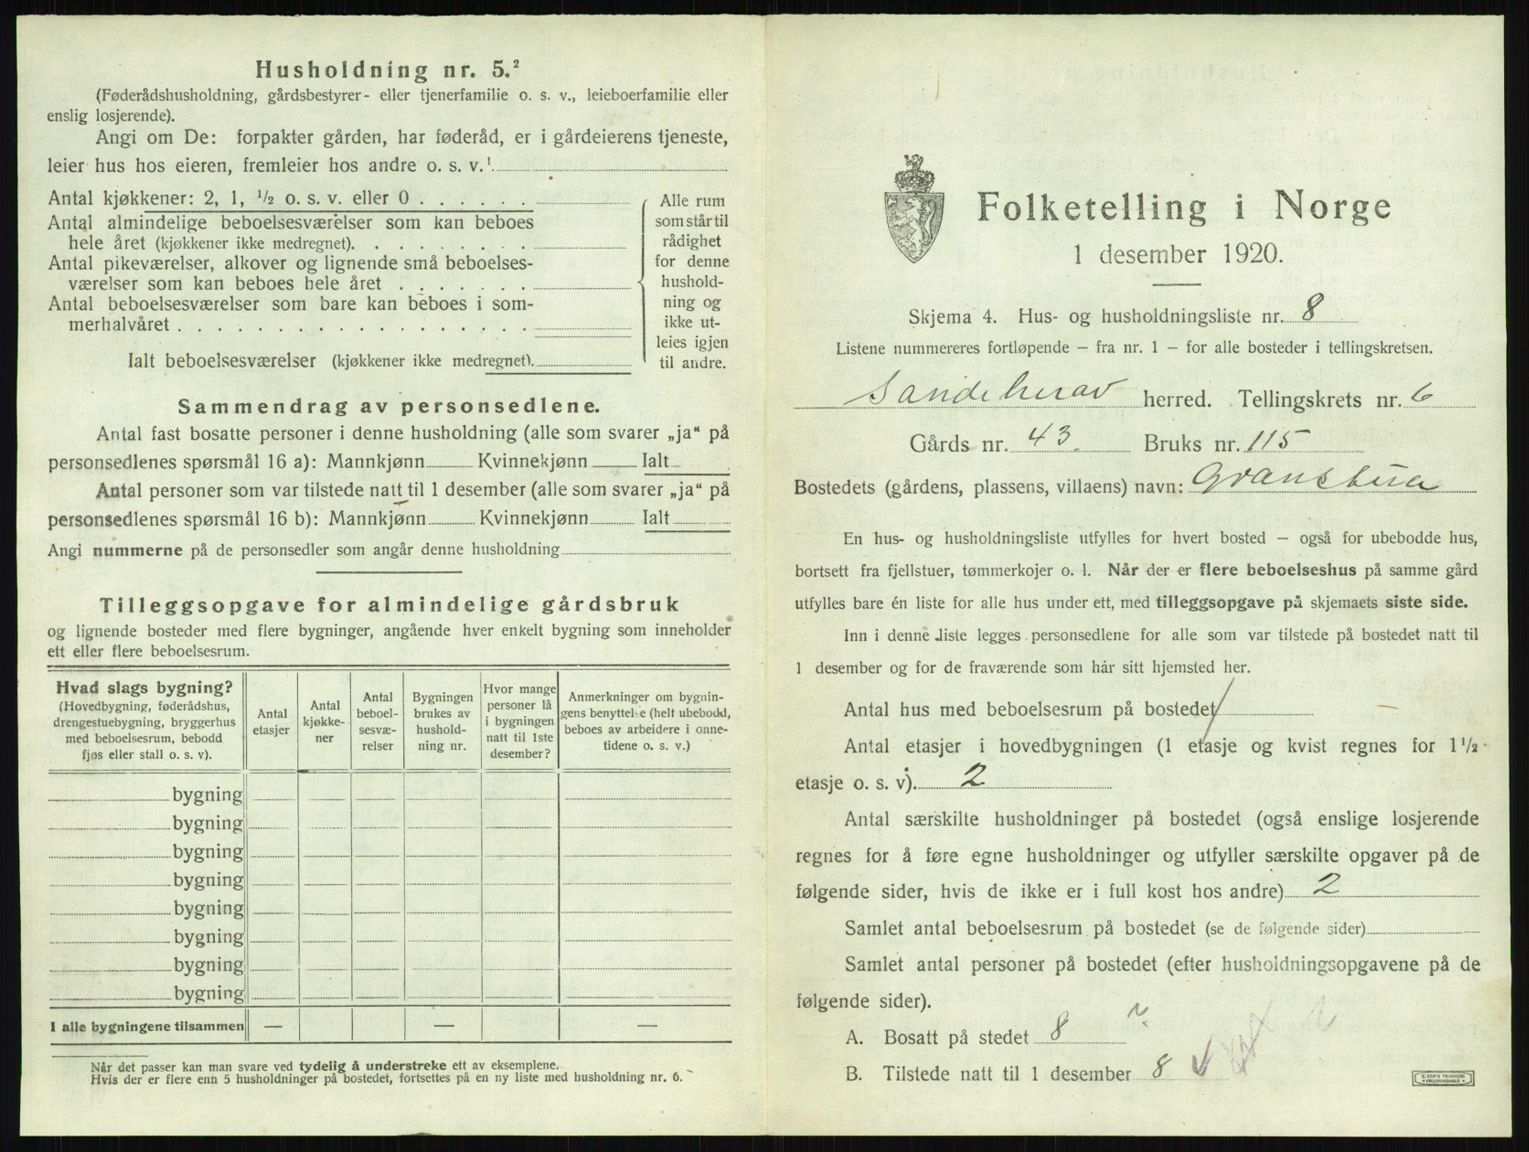 Husholdning nr. 5.²
(Føderådshusholdning, gårdsbestyrer- eller tjenerfamilie o. s. v., leieboerfamilie eller
enslig losjerende).
Angi om De: forpakter gården, har føderåd, er i gårdeierens tjeneste,
leier hus hos eieren, fremleier hos andre o. s. v.¹
Antal kjøkkener: 2, 1, ½ o. s. v. eller 0
Antal almindelige beboelsesværelser som kan beboes
hele året (kjøkkener ikke medregnet).
Antal pikeværelser, alkover og lignende små beboelses-
værelser som kan beboes hele året
Antal beboelsesværelser som bare kan beboes i som-
merhalvåret
Ialt beboelsesværelser (kjøkkener ikke medregnet).
Alle rum
som står til
rådighet
for denne
hushold-
ning og
ikke ut-
leies igjen
til andre.
Sammendrag av personsedlene.
Antal fast bosatte personer i denne husholdning (alle som svarer „ja“ på
personsedlenes spørsmål 16 a): Mannkjønn Kvinnekjønn Ialt
Antal personer som var tilstede natt til 1 desember (alle som svarer „ja“ på
personsedlenes spørsmål 16 b): Mannkjønn Kvinnekjønn Ialt
Angi nummerne på de personsedler som angår denne husholdning
Tilleggsopgave for almindelige gårdsbruk
og lignende bosteder med flere bygninger, angående hver enkelt bygning som inneholder
ett eller flere beboelsesrum.
Hvad slags bygning?
(Hovedbygning, føderådshus,
drengestuebygning, bryggerhus
med beboelsesrum, bebodd
fjøs eller stall o. s. v).
Antal
etasjer
Antal
kjøkke-
ner
Antal
beboel-
sesvæ-
relser
Bygningen
brukes av
hushold-
ning nr.
Hvor mange
personer lå
i bygningen
natt til 1ste
desember?
Anmerkninger om bygnin-
gens benyttelse (helt ubebodd,
beboes av arbeidere i onne-
tidene o. s. v.)
bygning
bygning
bygning
bygning
bygning
bygning
bygning
bygning
I alle bygningene tilsammen — — —
Når det passer kan man svare ved tydelig å understreke ett av eksemplene.
Hvis der er flere enn 5 husholdninger på bostedet, fortsettes på en ny liste med husholdning nr. 6.
Folketelling i Norge
1 desember 1920.
Skjema 4. Hus- og husholdningsliste nr. 8
Listene nummereres fortløpende – fra nr. 1 – for alle bosteder i tellingskretsen.
Sandeherav herred. Tellingskrets nr. 6
Gårds nr. 43. Bruks nr. 115
Bostedets (gårdens, plassens, villaens) navn: Granstua
En hus- og husholdningsliste utfylles for hvert bosted – også for ubebodde hus,
bortsett fra fjellstuer, tømmerkojer o. l. Når der er flere beboelseshus på samme gård
utfylles bare én liste for alle hus under ett, med tilleggsopgave på skjemaets siste side.
Inn i denne liste legges personsedlene for alle som var tilstede på bostedet natt til
1 desember og for de fraværende som har sitt hjemsted her.
Antal hus med beboelsesrum på bostedet /
Antal etasjer i hovedbygningen (1 etasje og kvist regnes for 1½
etasje o. s. v). 2
Antal særskilte husholdninger på bostedet (også enslige losjerende
regnes for å føre egne husholdninger og utfyller særskilte opgaver på de
følgende sider, hvis de ikke er i full kost hos andre) 2
Samlet antal beboelsesrum på bostedet (se de følgende sider)
Samlet antal personer på bostedet (efter husholdningsopgavene på de
følgende sider).
A. Bosatt på stedet 8
B. Tilstede natt til 1 desember 8